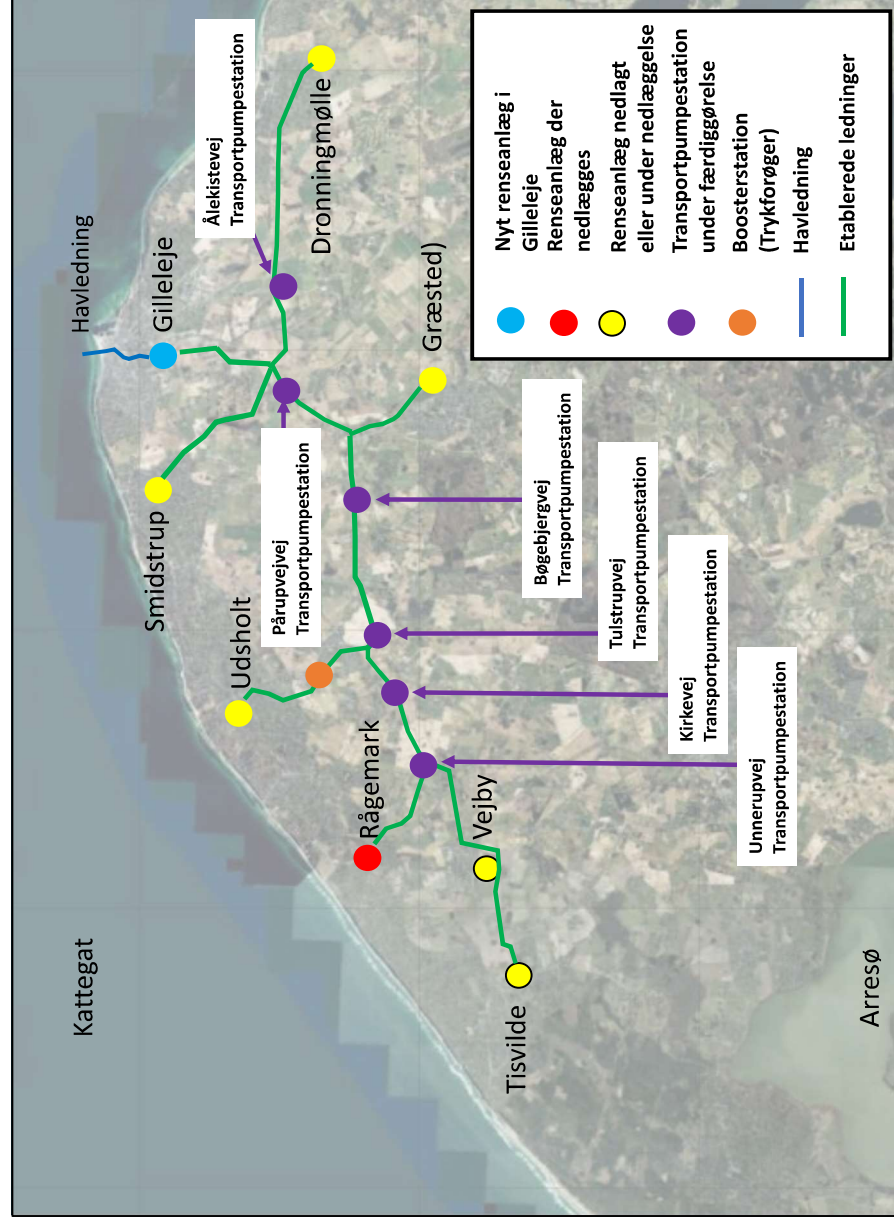 Kattegat
Havledning
Gilleleje
Smidstrup
Ålekistevej
Transportpumpestation
Dronningmølle
Udsholt
Pårupvejvej
Transportpumpestation
Græsted)
Rågemark
Vejby
Tisvilde
Bøgebjergvej
Transportpumpestation
Tulstrupvej
Transportpumpestation
Kirkevej
Transportpumpestation
Unnerupvej
Transportpumpestation
Arresø
Nyt renseanlæg i
Gilleleje
Renseanlæg der
nedlægges
Renseanlæg nedlagt
eller under nedlæggelse
Transportpumpestation
under færdiggørelse
Boosterstation
(Trykforøger)
Havledning
Etablerede ledninger